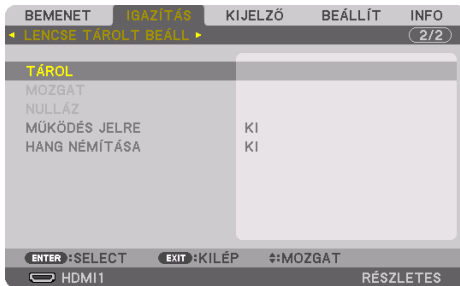 BEMENET IGAZÍTÁS KIJELZŐ BEÁLLÍT INFO
LENCSE TÁROLT BEÁLL 2/2
TÁROL
MOZGAT
NULLÁZ
MŰKÖDÉS JELRE KI
HANG NÉMÍTÁSA KI
ENTER :SELECT EXIT :KILÉP :MOZGAT
HDMI1 RÉSZLETES